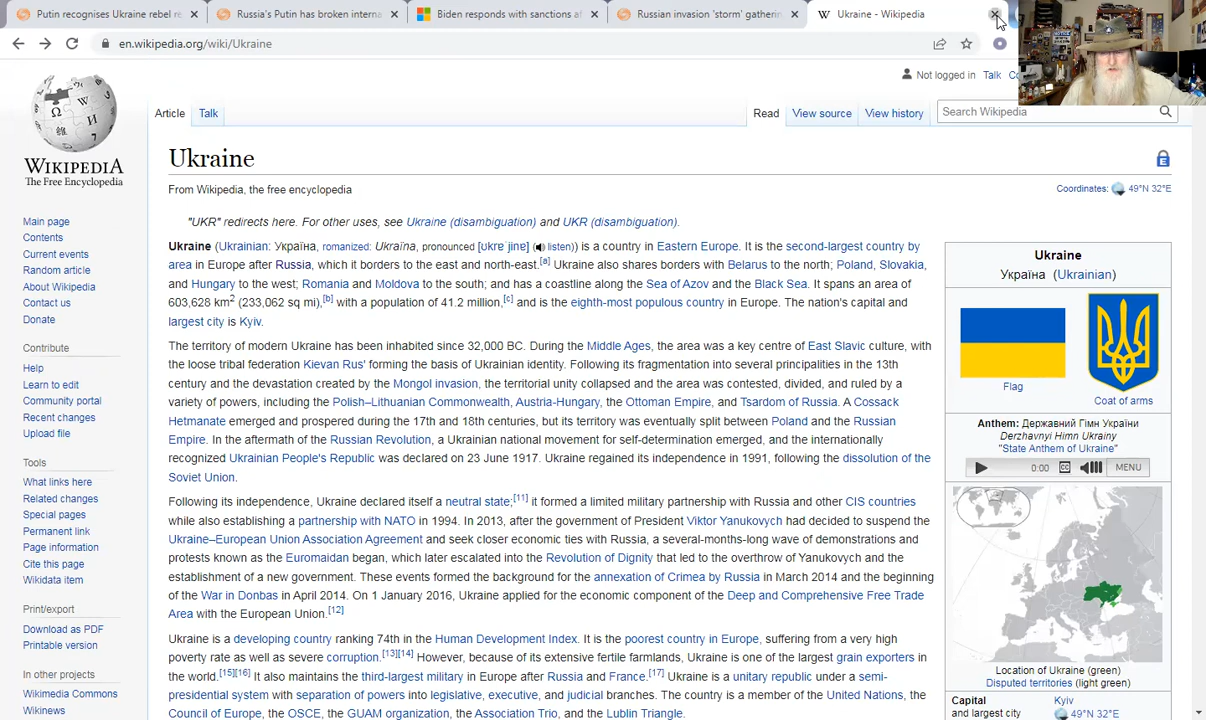 Putin recognises Ukraine rebel re
Russia's Putin has broken interna
Biden responds with sanctions af
Russian invasion 'storm' gatherin
Ukraine - Wikipedia
en.wikipedia.org/wiki/Ukraine
Not logged in Talk Co
Article Talk Read View source View history Search Wikipedia
WIKIPEDIA
The Free Encyclopedia
Main page
Contents
Current events
Random article
About Wikipedia
Contact us
Donate
Contribute
Help
Learn to edit
Community portal
Recent changes
Upload file
Tools
What links here
Related changes
Special pages
Permanent link
Page information
Cite this page
Wikidata item
Print/export
Download as PDF
Printable version
In other projects
Wikimedia Commons
Wikinews
Ukraine
From Wikipedia, the free encyclopedia
Coordinates: 49°N 32°E
"UKR" redirects here. For other uses, see Ukraine (disambiguation) and UKR (disambiguation).
Ukraine (Ukrainian: Україна, romanized: Ukraïna, pronounced [ʊkrɐˈjinɐ] (listen)) is a country in Eastern Europe. It is the second-largest country by
area in Europe after Russia, which it borders to the east and north-east.[a] Ukraine also shares borders with Belarus to the north; Poland, Slovakia,
and Hungary to the west; Romania and Moldova to the south; and has a coastline along the Sea of Azov and the Black Sea. It spans an area of
603,628 km2 (233,062 sq mi),[b] with a population of 41.2 million,[c] and is the eighth-most populous country in Europe. The nation's capital and
largest city is Kyiv.
The territory of modern Ukraine has been inhabited since 32,000 BC. During the Middle Ages, the area was a key centre of East Slavic culture, with
the loose tribal federation Kievan Rus' forming the basis of Ukrainian identity. Following its fragmentation into several principalities in the 13th
century and the devastation created by the Mongol invasion, the territorial unity collapsed and the area was contested, divided, and ruled by a
variety of powers, including the Polish–Lithuanian Commonwealth, Austria-Hungary, the Ottoman Empire, and Tsardom of Russia. A Cossack
Hetmanate emerged and prospered during the 17th and 18th centuries, but its territory was eventually split between Poland and the Russian
Empire. In the aftermath of the Russian Revolution, a Ukrainian national movement for self-determination emerged, and the internationally
recognized Ukrainian People's Republic was declared on 23 June 1917. Ukraine regained its independence in 1991, following the dissolution of the
Soviet Union.
Following its independence, Ukraine declared itself a neutral state;[11] it formed a limited military partnership with Russia and other CIS countries
while also establishing a partnership with NATO in 1994. In 2013, after the government of President Viktor Yanukovych had decided to suspend the
Ukraine–European Union Association Agreement and seek closer economic ties with Russia, a several-months-long wave of demonstrations and
protests known as the Euromaidan began, which later escalated into the Revolution of Dignity that led to the overthrow of Yanukovych and the
establishment of a new government. These events formed the background for the annexation of Crimea by Russia in March 2014 and the beginning
of the War in Donbas in April 2014. On 1 January 2016, Ukraine applied for the economic component of the Deep and Comprehensive Free Trade
Area with the European Union.[12]
Ukraine is a developing country ranking 74th in the Human Development Index. It is the poorest country in Europe, suffering from a very high
poverty rate as well as severe corruption.[13][14] However, because of its extensive fertile farmlands, Ukraine is one of the largest grain exporters in
the world.[15][16] It also maintains the third-largest military in Europe after Russia and France.[17] Ukraine is a unitary republic under a semi-
presidential system with separation of powers into legislative, executive, and judicial branches. The country is a member of the United Nations, the
Council of Europe, the OSCE, the GUAM organization, the Association Trio, and the Lublin Triangle.
Ukraine
Україна (Ukrainian)
Flag
Coat of arms
Anthem: Державний Гімн України
Derzhavnyi Himn Ukrainy
"State Anthem of Ukraine"
0:00 CC MENU
Location of Ukraine (green)
Disputed territories (light green)
Capital
and largest city
Kyiv
49°N 32°E